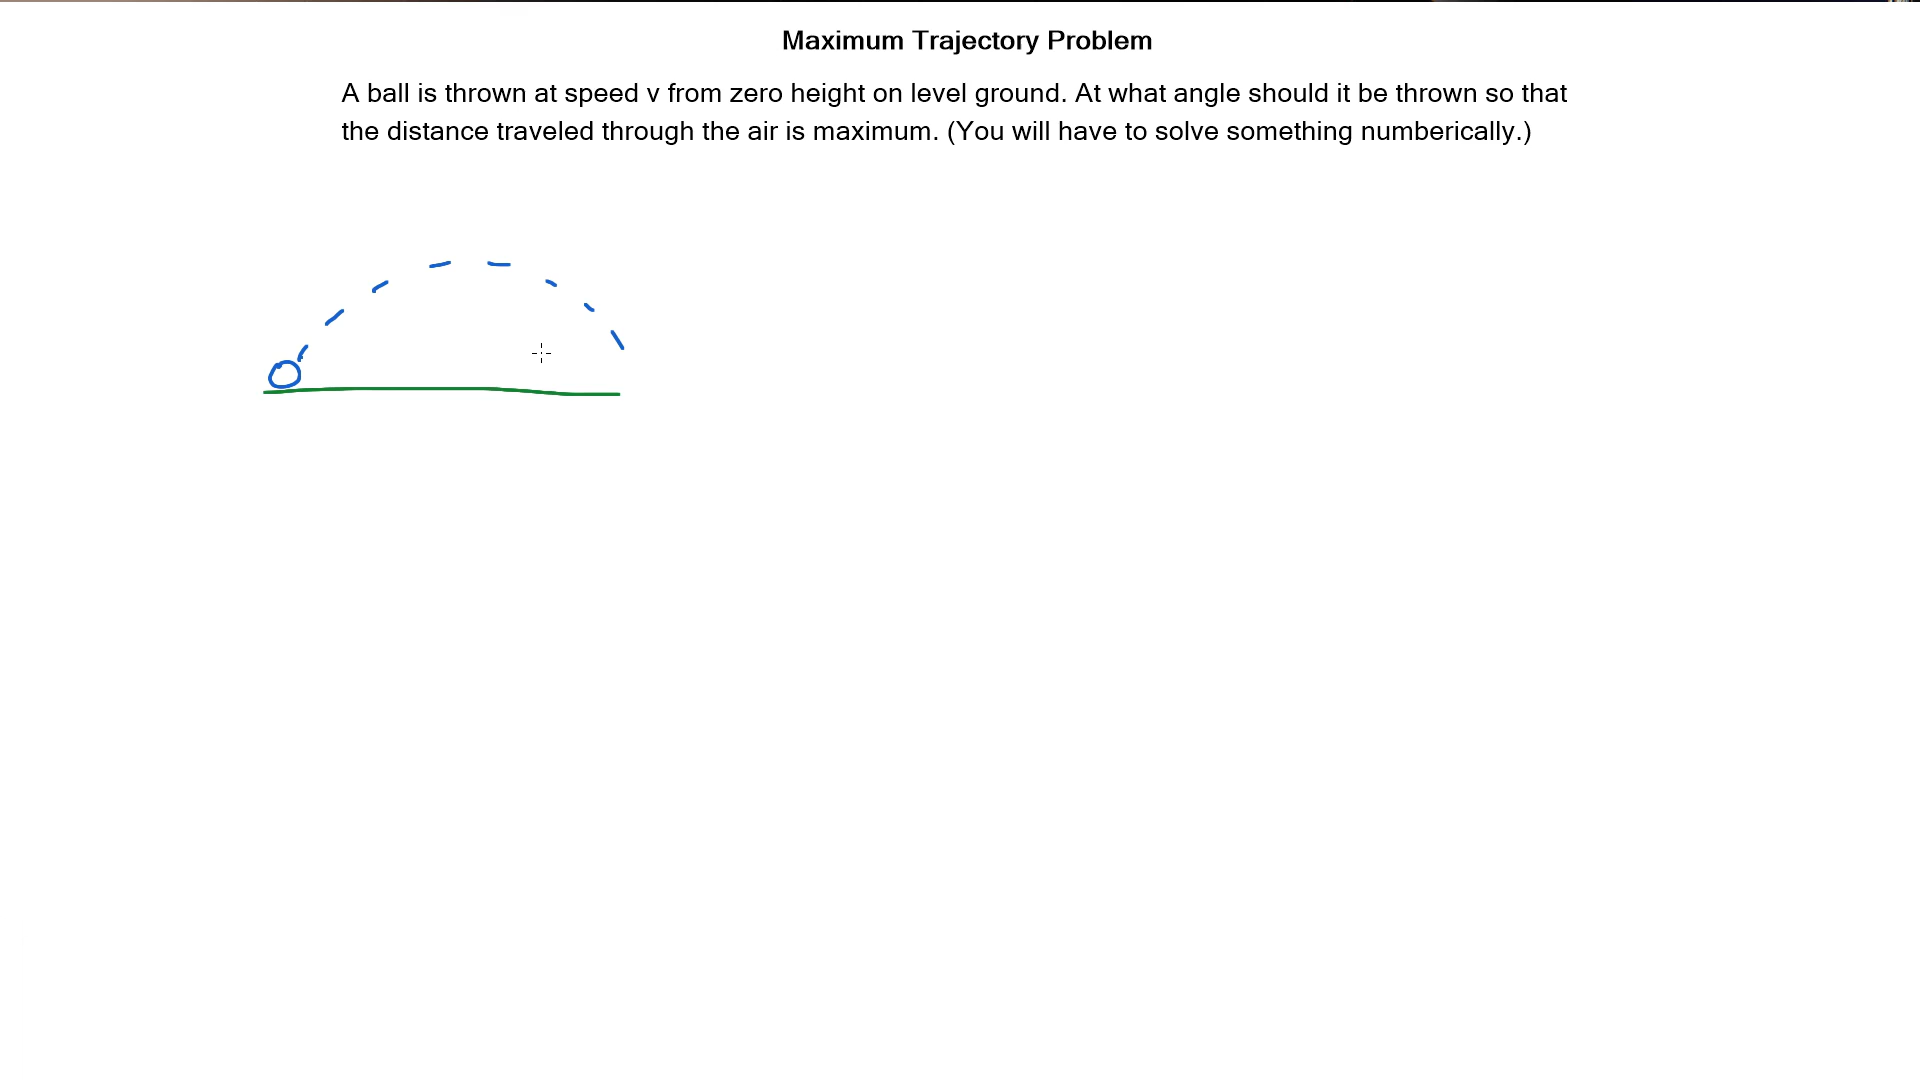 Maximum Trajectory Problem
A ball is thrown at speed v from zero height on level ground. At what angle should it be thrown so that
the distance traveled through the air is maximum. (You will have to solve something numberically.)